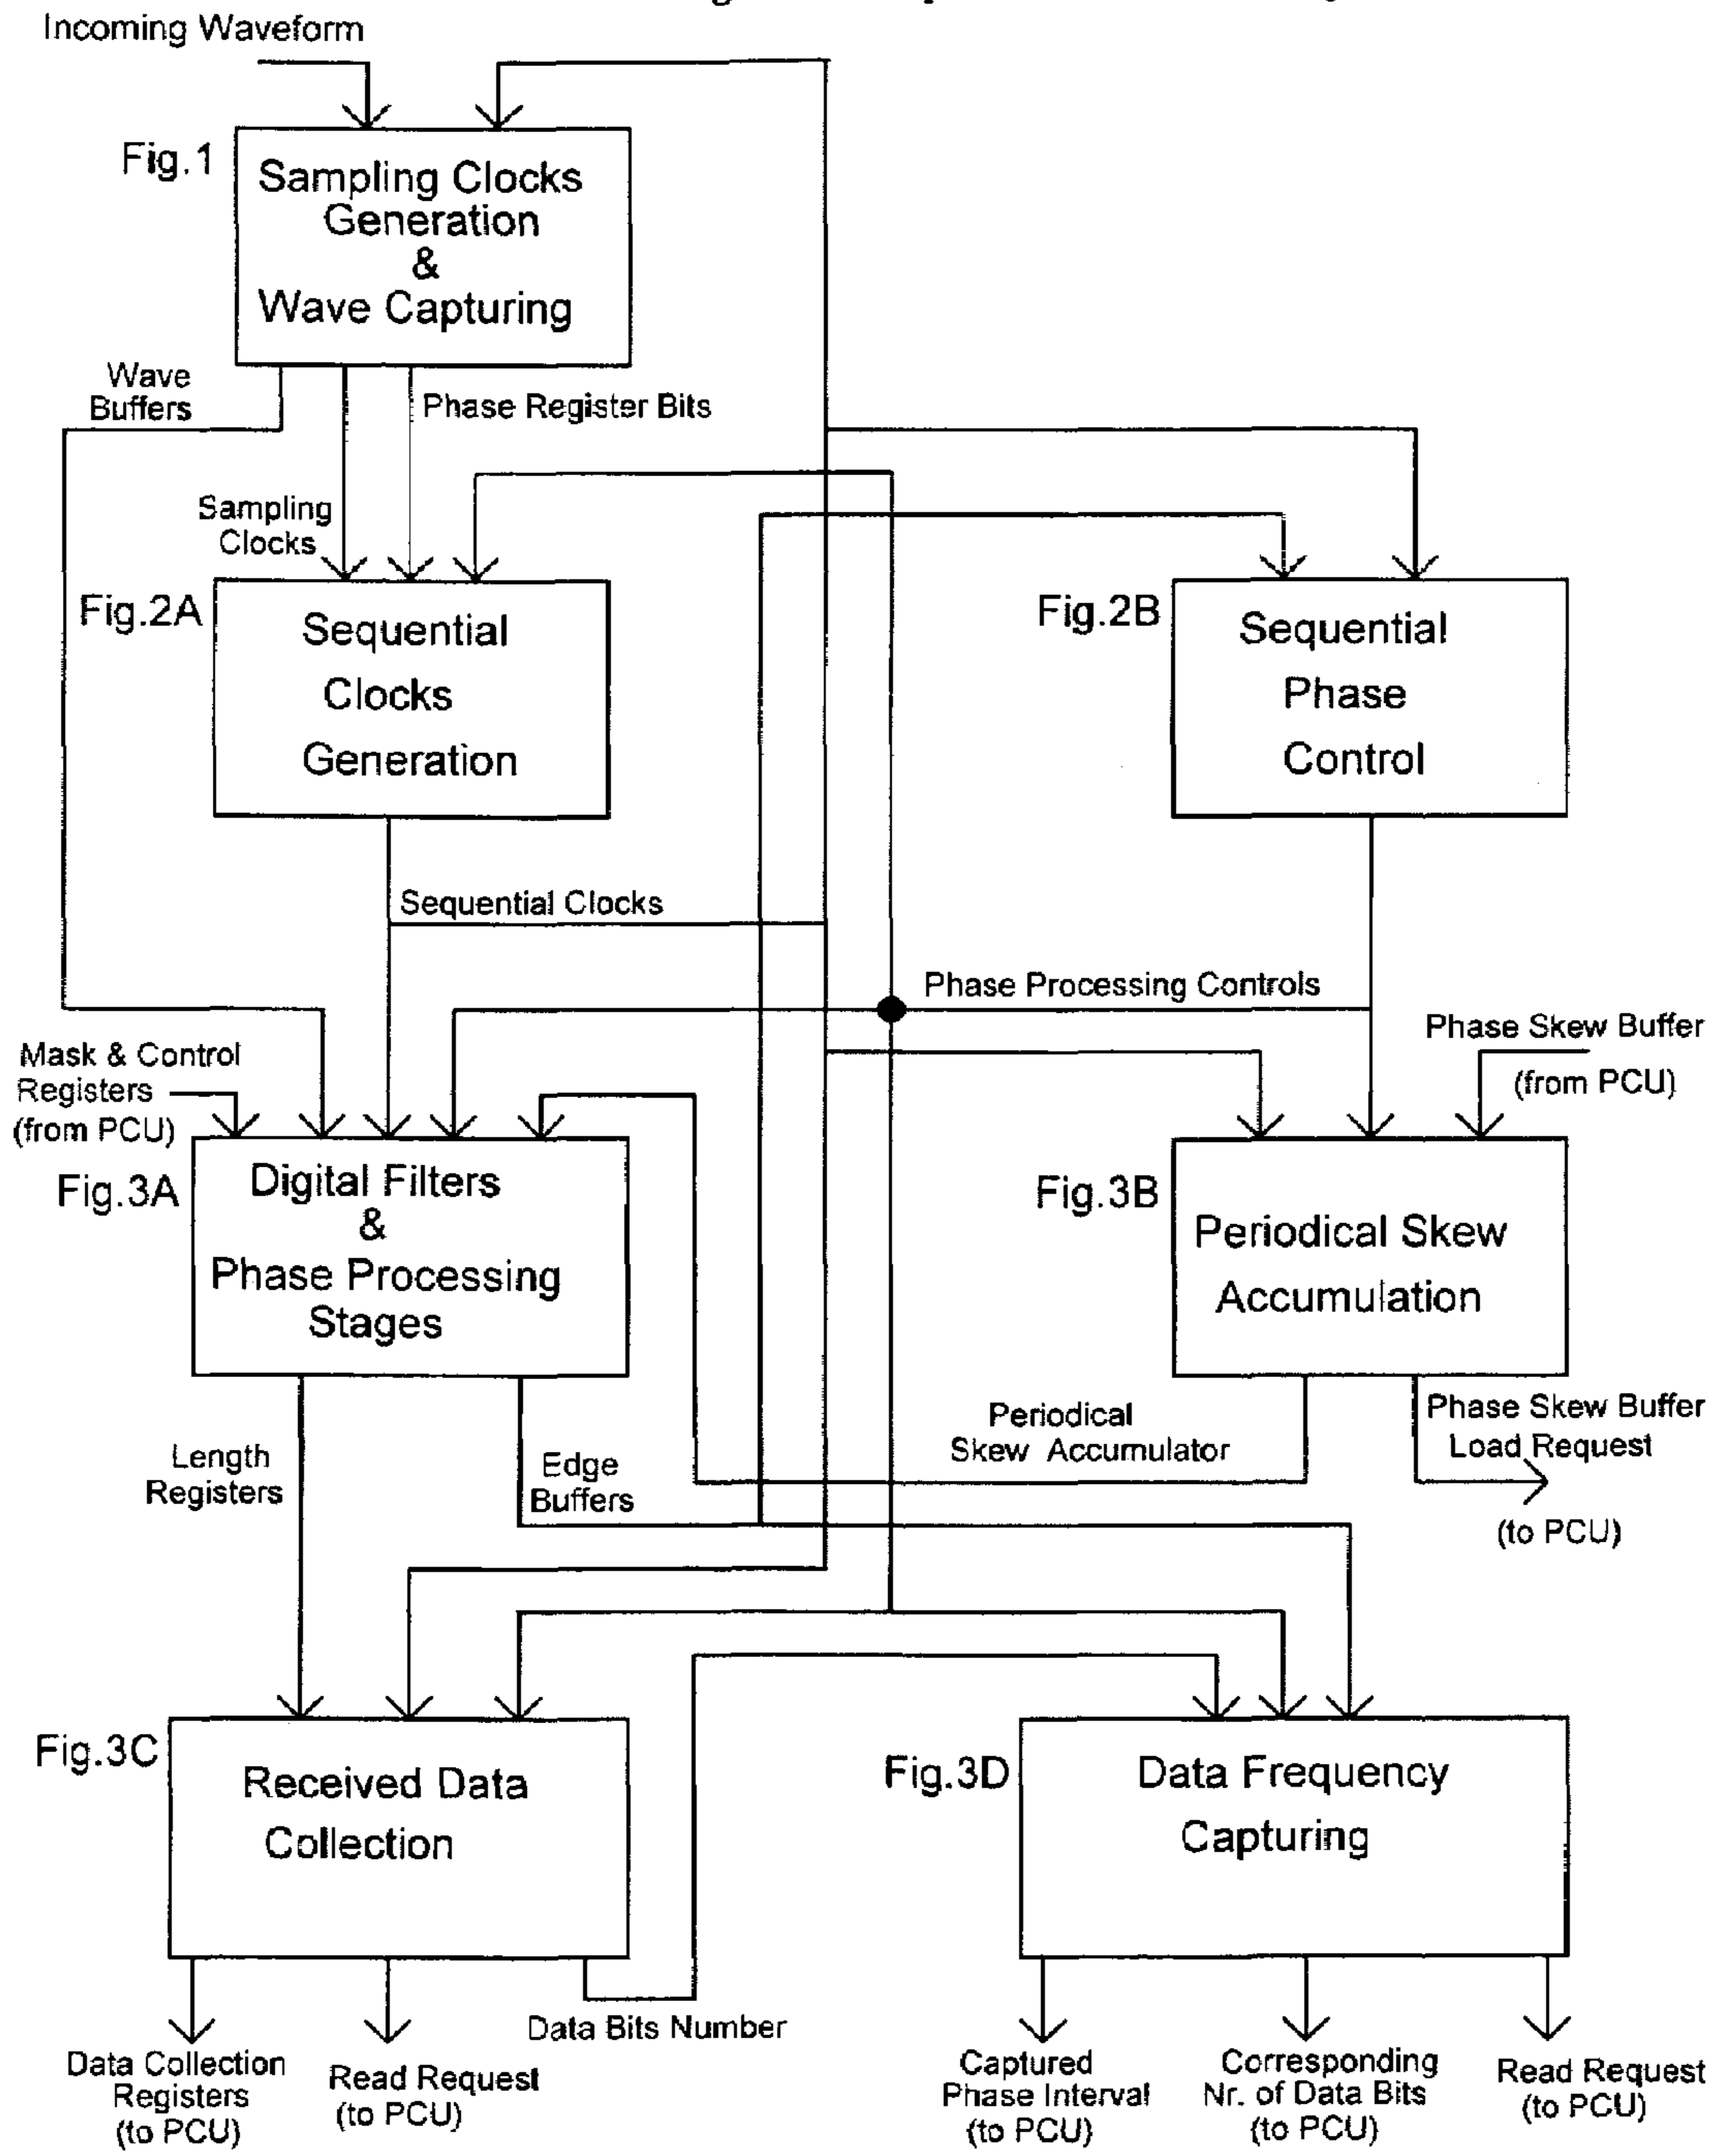 Incoming Waveform
Fig.1
Sampling Clocks
Generation
&
Wave Capturing
Wave
Buffers
Phase Register Bits
Sampling
Clocks
Fig.2A
Sequential
Clocks
Generation
Fig.2B
Sequential
Phase
Control
Sequential Clocks
Phase Processing Controls
Phase Skew Buffer
(from PCU)
Mask & Control
Registers
(from PCU)
Fig.3A
Digital Filters
&
Phase Processing
Stages
Fig.3B
Periodical Skew
Accumulation
Length
Registers
Edge
Buffers
Periodical
Skew Accumulator
Phase Skew Buffer
Load Request
(to PCU)
Fig.3C
Received Data
Collection
Fig.3D
Data Frequency
Capturing
Data Bits Number
Data Collection
Registers
(to PCU)
Read Request
(to PCU)
Captured
Phase Interval
(to PCU)
Corresponding
Nr. of Data Bits
(to PCU)
Read Request
(to PCU)